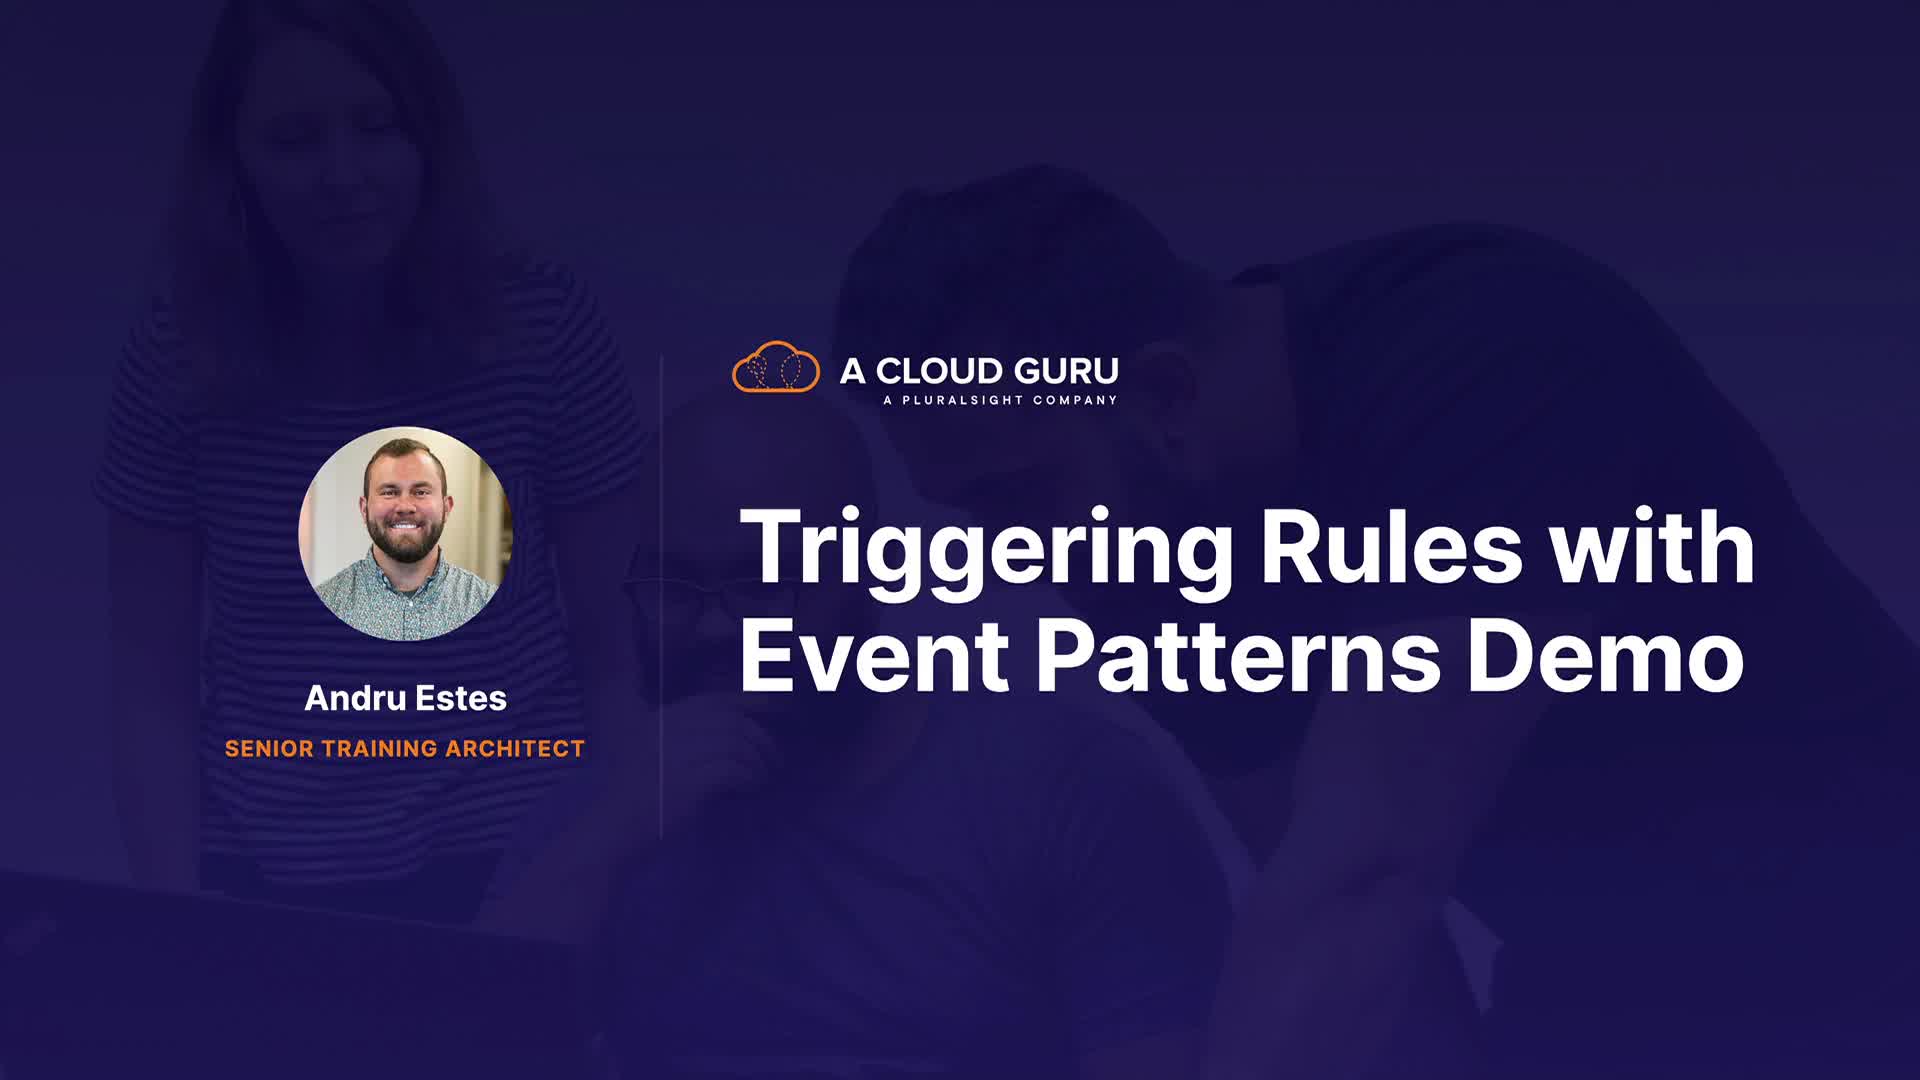 A CLOUD GURU
A PLURALSIGHT COMPANY
Triggering Rules with
Event Patterns Demo
Andru Estes
SENIOR TRAINING ARCHITECT